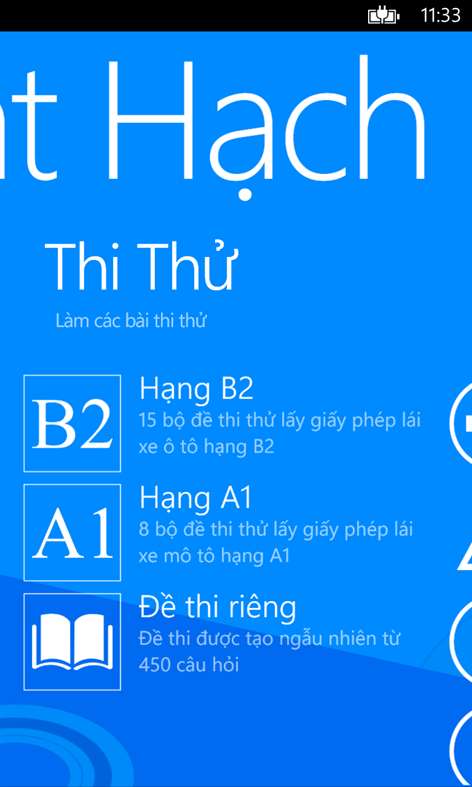 11:33
t Hạch
Thi Thử
Làm các bài thi thử
B2
Hạng B2
15 bộ đề thi thử lấy giấy phép lái
xe ô tô hạng B2
A1
Hạng A1
8 bộ đề thi thử lấy giấy phép lái
xe mô tô hạng A1
Đề thi riêng
Đề thi được tạo ngẫu nhiên từ
450 câu hỏi